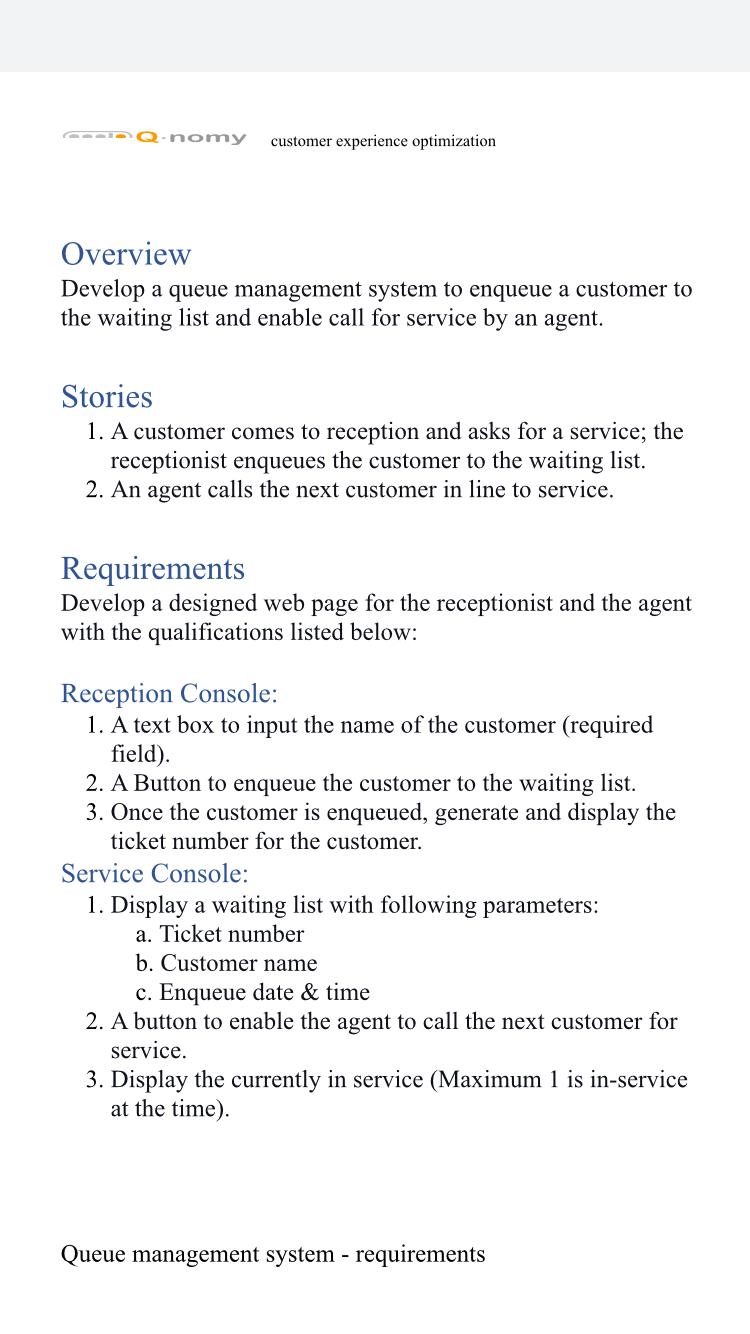 Q-nomy customer experience optimization
Overview
Develop a queue management system to enqueue a customer to
the waiting list and enable call for service by an agent.
Stories
1. A customer comes to reception and asks for a service; the
receptionist enqueues the customer to the waiting list.
2. An agent calls the next customer in line to service.
Requirements
Develop a designed web page for the receptionist and the agent
with the qualifications listed below:
Reception Console:
1. A text box to input the name of the customer (required
field).
2. A Button to enqueue the customer to the waiting list.
3. Once the customer is enqueued, generate and display the
ticket number for the customer.
Service Console:
1. Display a waiting list with following parameters:
a. Ticket number
b. Customer name
c. Enqueue date & time
2. A button to enable the agent to call the next customer for
service.
3. Display the currently in service (Maximum 1 is in-service
at the time).
Queue management system - requirements